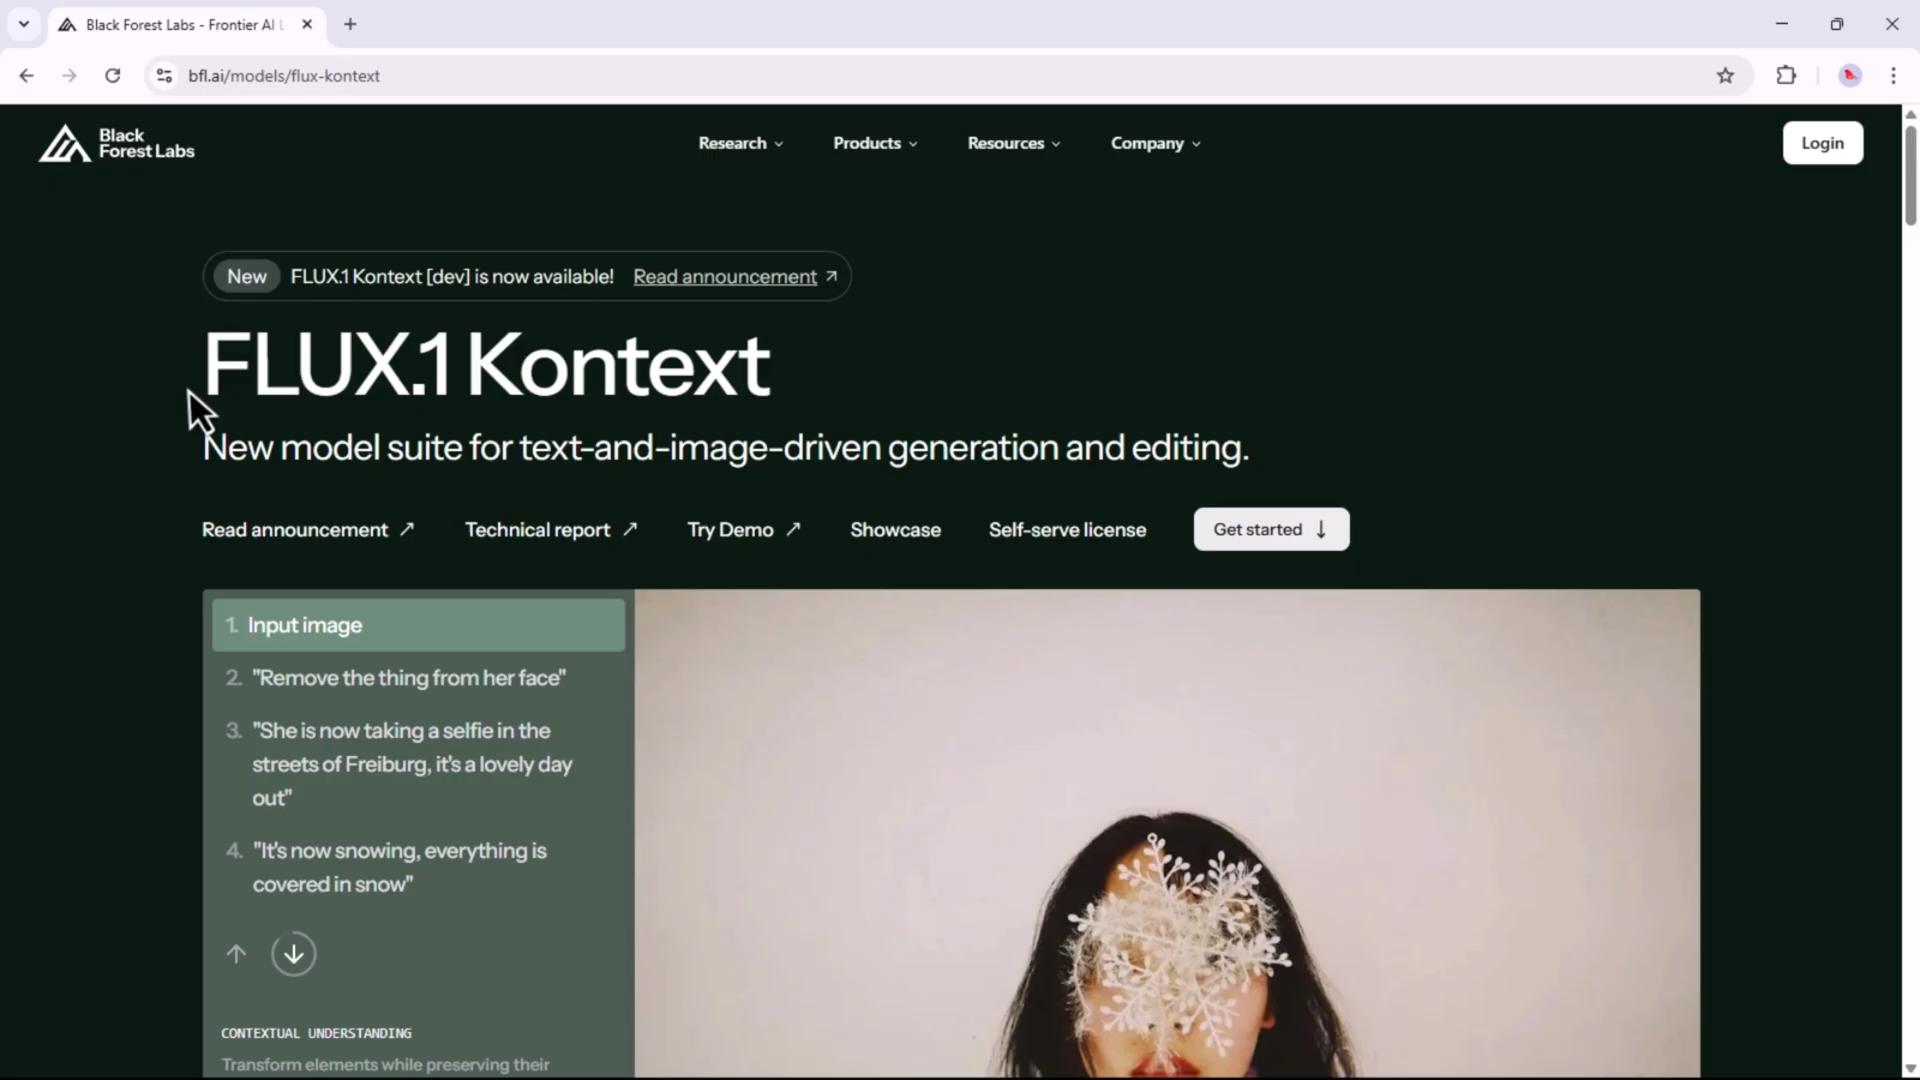 Black Forest Labs - Frontier AI L
bfl.ai/models/flux-kontext
Black
Forest Labs
Research
Products
Resources
Company
Login
New FLUX.1 Kontext [dev] is now available! Read announcement
FLUX.1 Kontext
New model suite for text-and-image-driven generation and editing.
Read announcement
Technical report
Try Demo
Showcase
Self-serve license
Get started
1. Input image
2. "Remove the thing from her face"
3. "She is now taking a selfie in the
streets of Freiburg, it's a lovely day
out"
4. "It's now snowing, everything is
covered in snow"
CONTEXTUAL UNDERSTANDING
Transform elements while preserving their